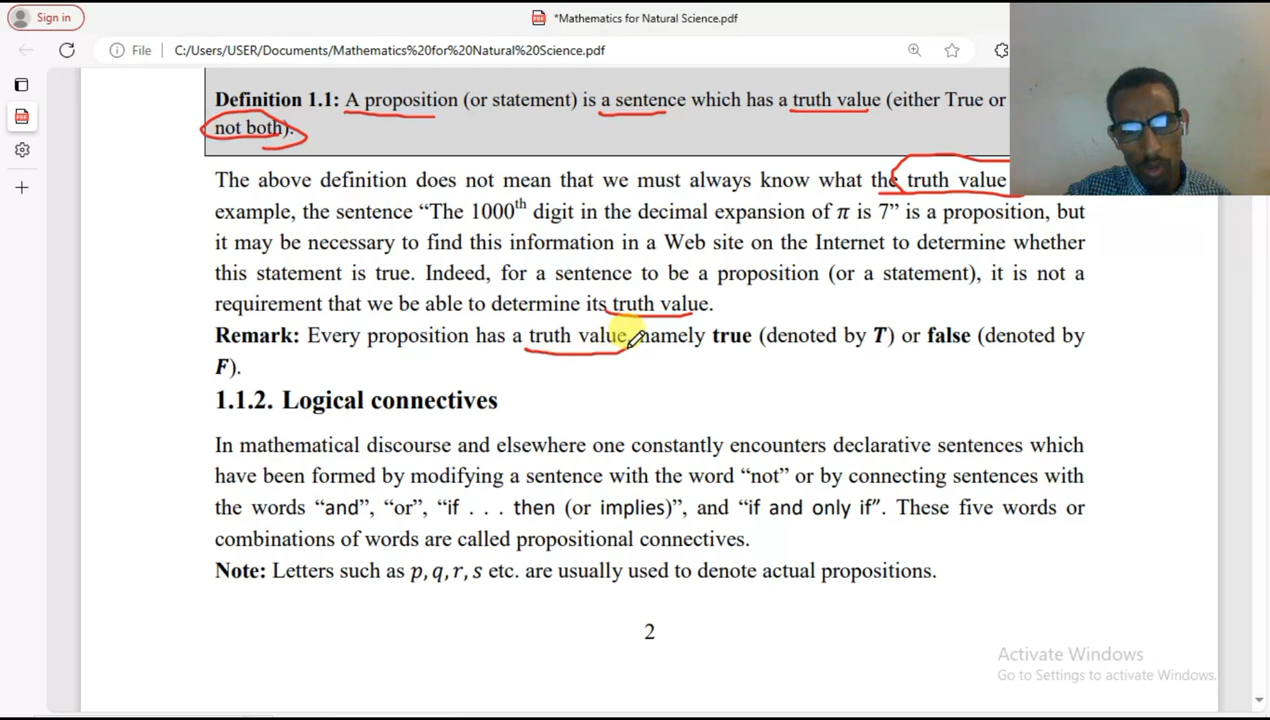 Sign in
*Mathematics for Natural Science.pdf
File C:/Users/USER/Documents/Mathematics%20for%20Natural%20Science.pdf
Definition 1.1: A proposition (or statement) is a sentence which has a truth value (either True or
not both).
The above definition does not mean that we must always know what the truth value
example, the sentence “The 1000th digit in the decimal expansion of π is 7” is a proposition, but
it may be necessary to find this information in a Web site on the Internet to determine whether
this statement is true. Indeed, for a sentence to be a proposition (or a statement), it is not a
requirement that we be able to determine its truth value.
Remark: Every proposition has a truth value, namely true (denoted by T) or false (denoted by
F).
1.1.2. Logical connectives
In mathematical discourse and elsewhere one constantly encounters declarative sentences which
have been formed by modifying a sentence with the word “not” or by connecting sentences with
the words “and”, “or”, “if . . . then (or implies)”, and “if and only if”. These five words or
combinations of words are called propositional connectives.
Note: Letters such as p, q, r, s etc. are usually used to denote actual propositions.
2
Activate Windows
Go to Settings to activate Windows.